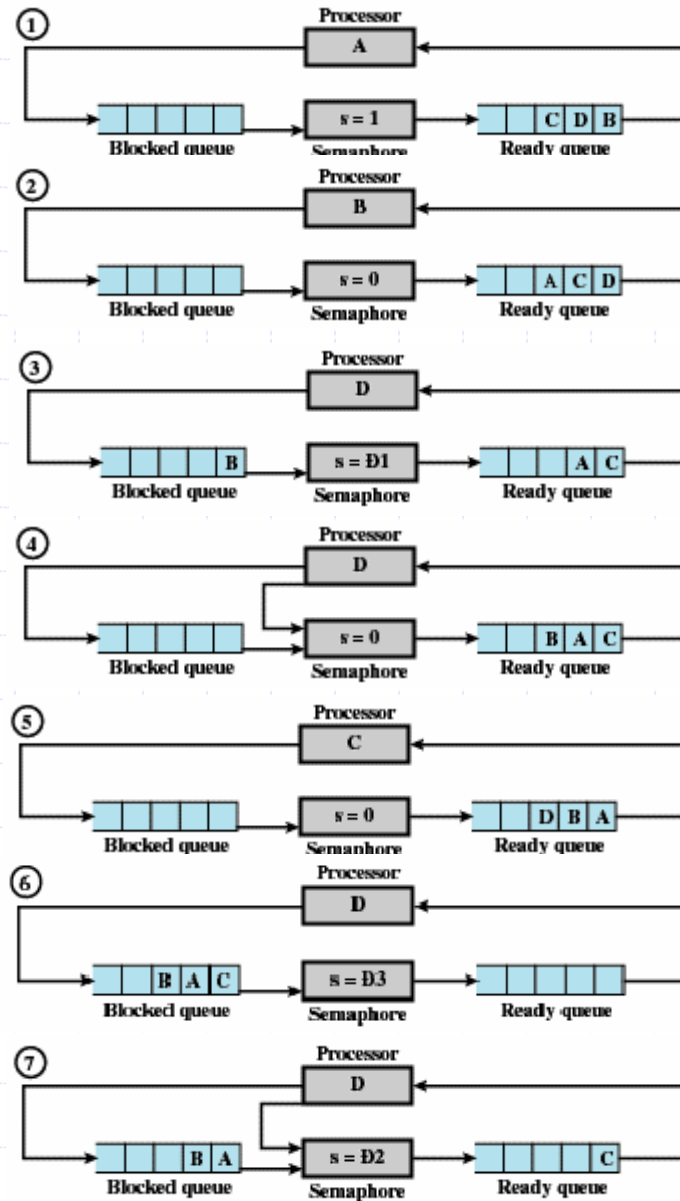 1
Processor
A
s = 1
C D B
Blocked queue
Semaphore
Ready queue
2
Processor
B
s = 0
A C D
Blocked queue
Semaphore
Ready queue
3
Processor
D
B
s = Ð1
A C
Blocked queue
Semaphore
Ready queue
4
Processor
D
s = 0
B A C
Blocked queue
Semaphore
Ready queue
5
Processor
C
s = 0
D B A
Blocked queue
Semaphore
Ready queue
6
Processor
D
B A C
s = Ð3
Blocked queue
Semaphore
Ready queue
7
Processor
D
B A
s = Ð2
C
Blocked queue
Semaphore
Ready queue